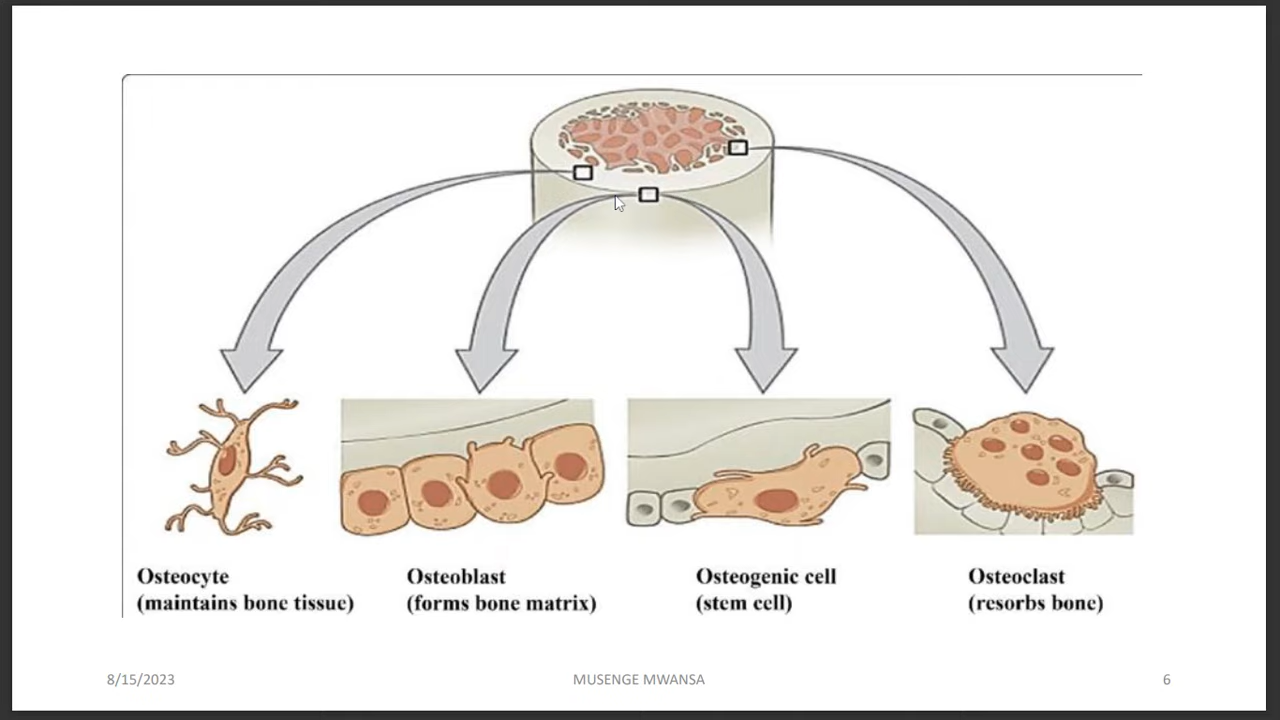 Osteocyte
(maintains bone tissue)
Osteoblast
(forms bone matrix)
Osteogenic cell
(stem cell)
Osteoclast
(resorbs bone)
8/15/2023
MUSENGE MWANSA
6